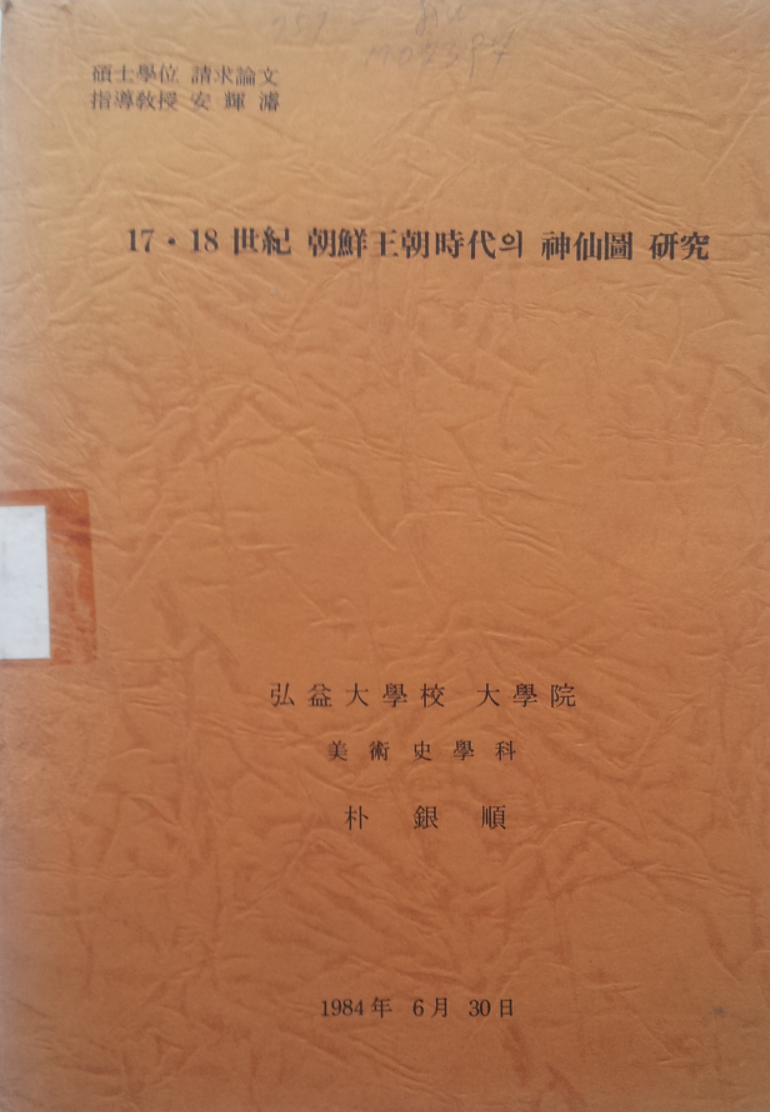 碩士學位 請求論文
指導敎授 安輝濬
17·18 世紀 朝鮮王朝時代의 神仙圖 硏究
弘益大學校 大學院
美術史學科
朴銀順
1984年 6月 30日